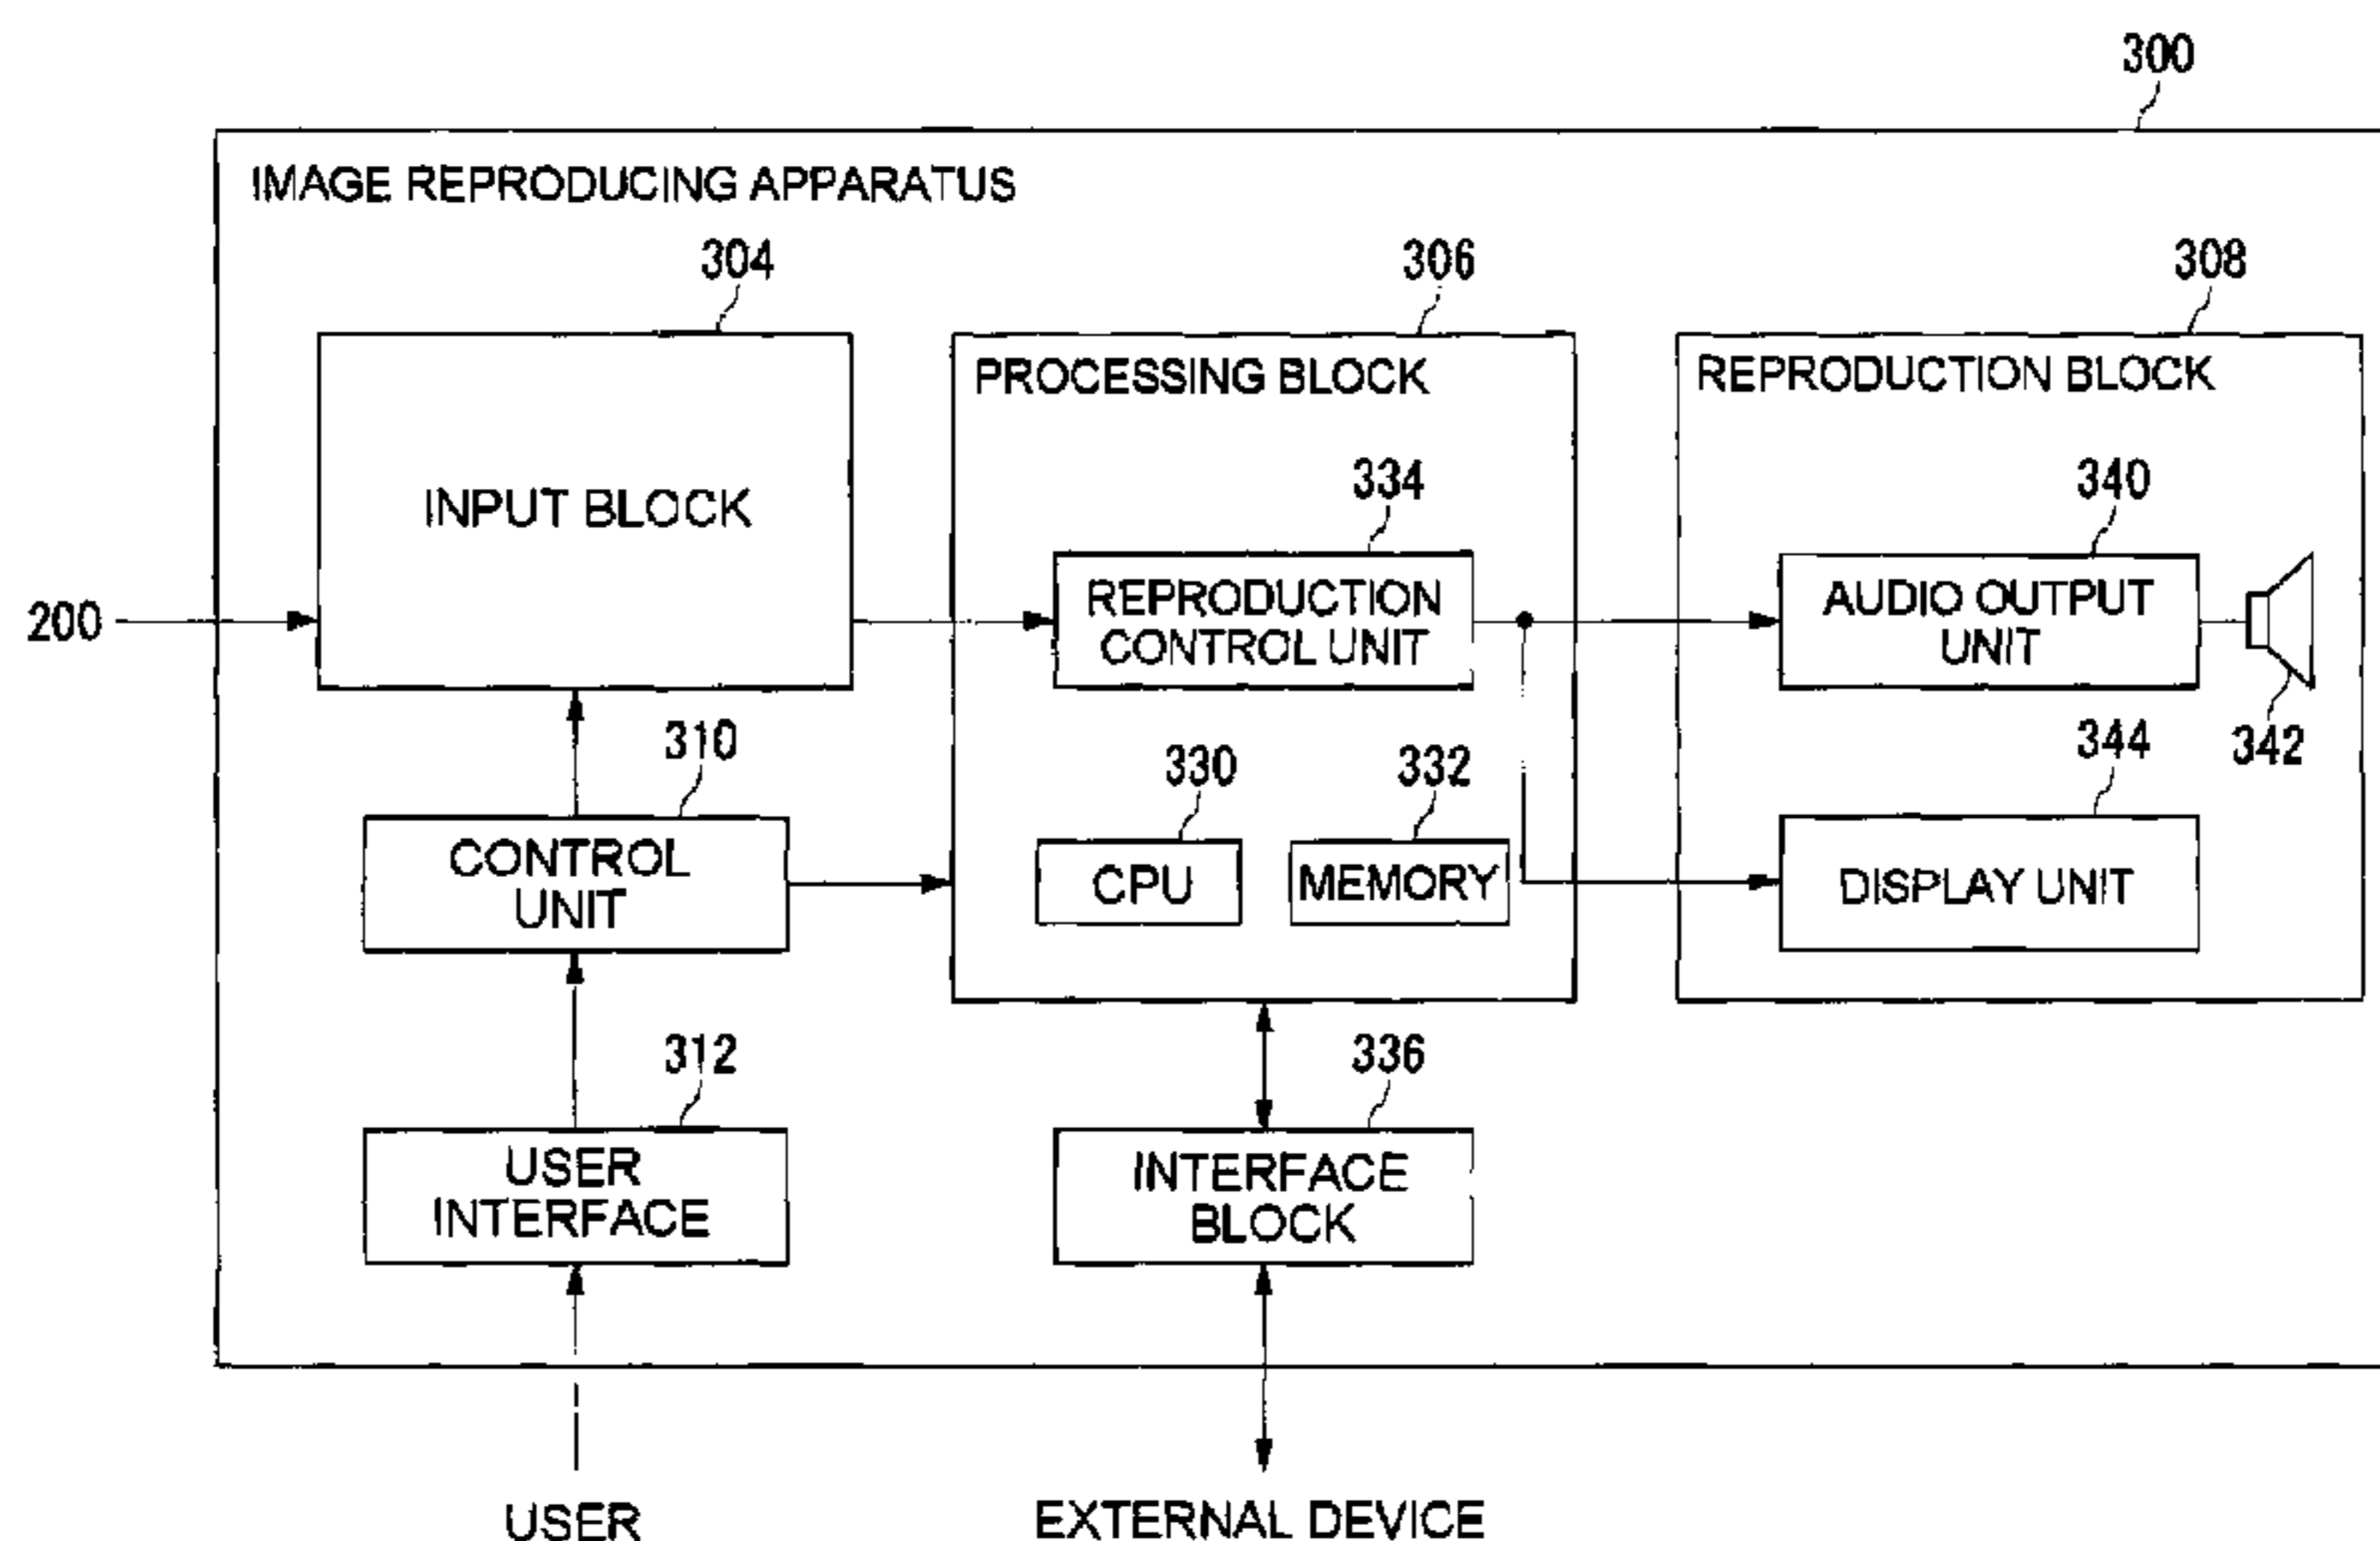 300
IMAGE REPRODUCING APPARATUS
304
306
308
INPUT BLOCK
PROCESSING BLOCK
REPRODUCTION BLOCK
334
340
200
REPRODUCTION
CONTROL UNIT
AUDIO OUTPUT
UNIT
342
310
330
332
344
CONTROL
UNIT
CPU
MEMORY
DISPLAY UNIT
312
336
USER
INTERFACE
INTERFACE
BLOCK
USER
EXTERNAL DEVICE